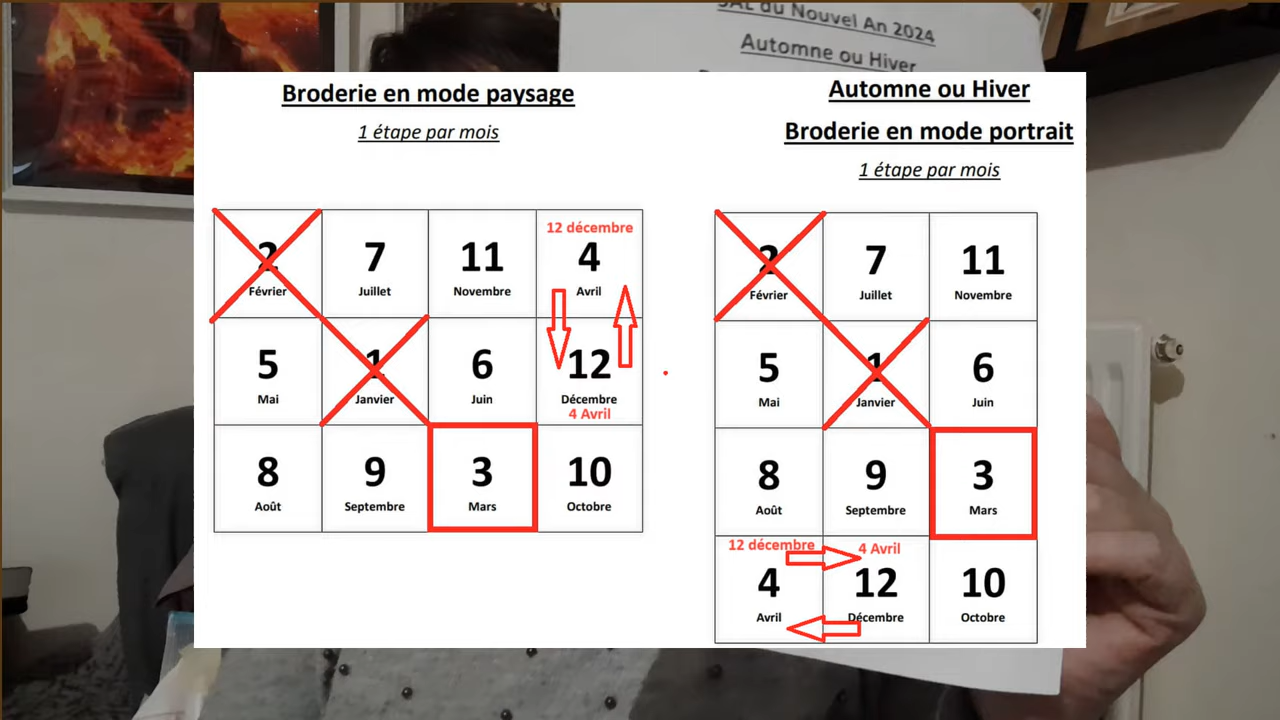 SAL du Nouvel An 2024
Automne ou Hiver
Broderie en mode paysage
1 étape par mois
12 décembre
2
7
11
4
Février
Juillet
Novembre
Avril
5
1
6
12
Mai
Janvier
Juin
Décembre
4 Avril
8
9
3
10
Août
Septembre
Mars
Octobre
Automne ou Hiver
Broderie en mode portrait
1 étape par mois
2
7
11
Février
Juillet
Novembre
5
1
6
Mai
Janvier
Juin
8
9
3
Août
Septembre
Mars
12 décembre
4 Avril
4
12
10
Avril
Décembre
Octobre